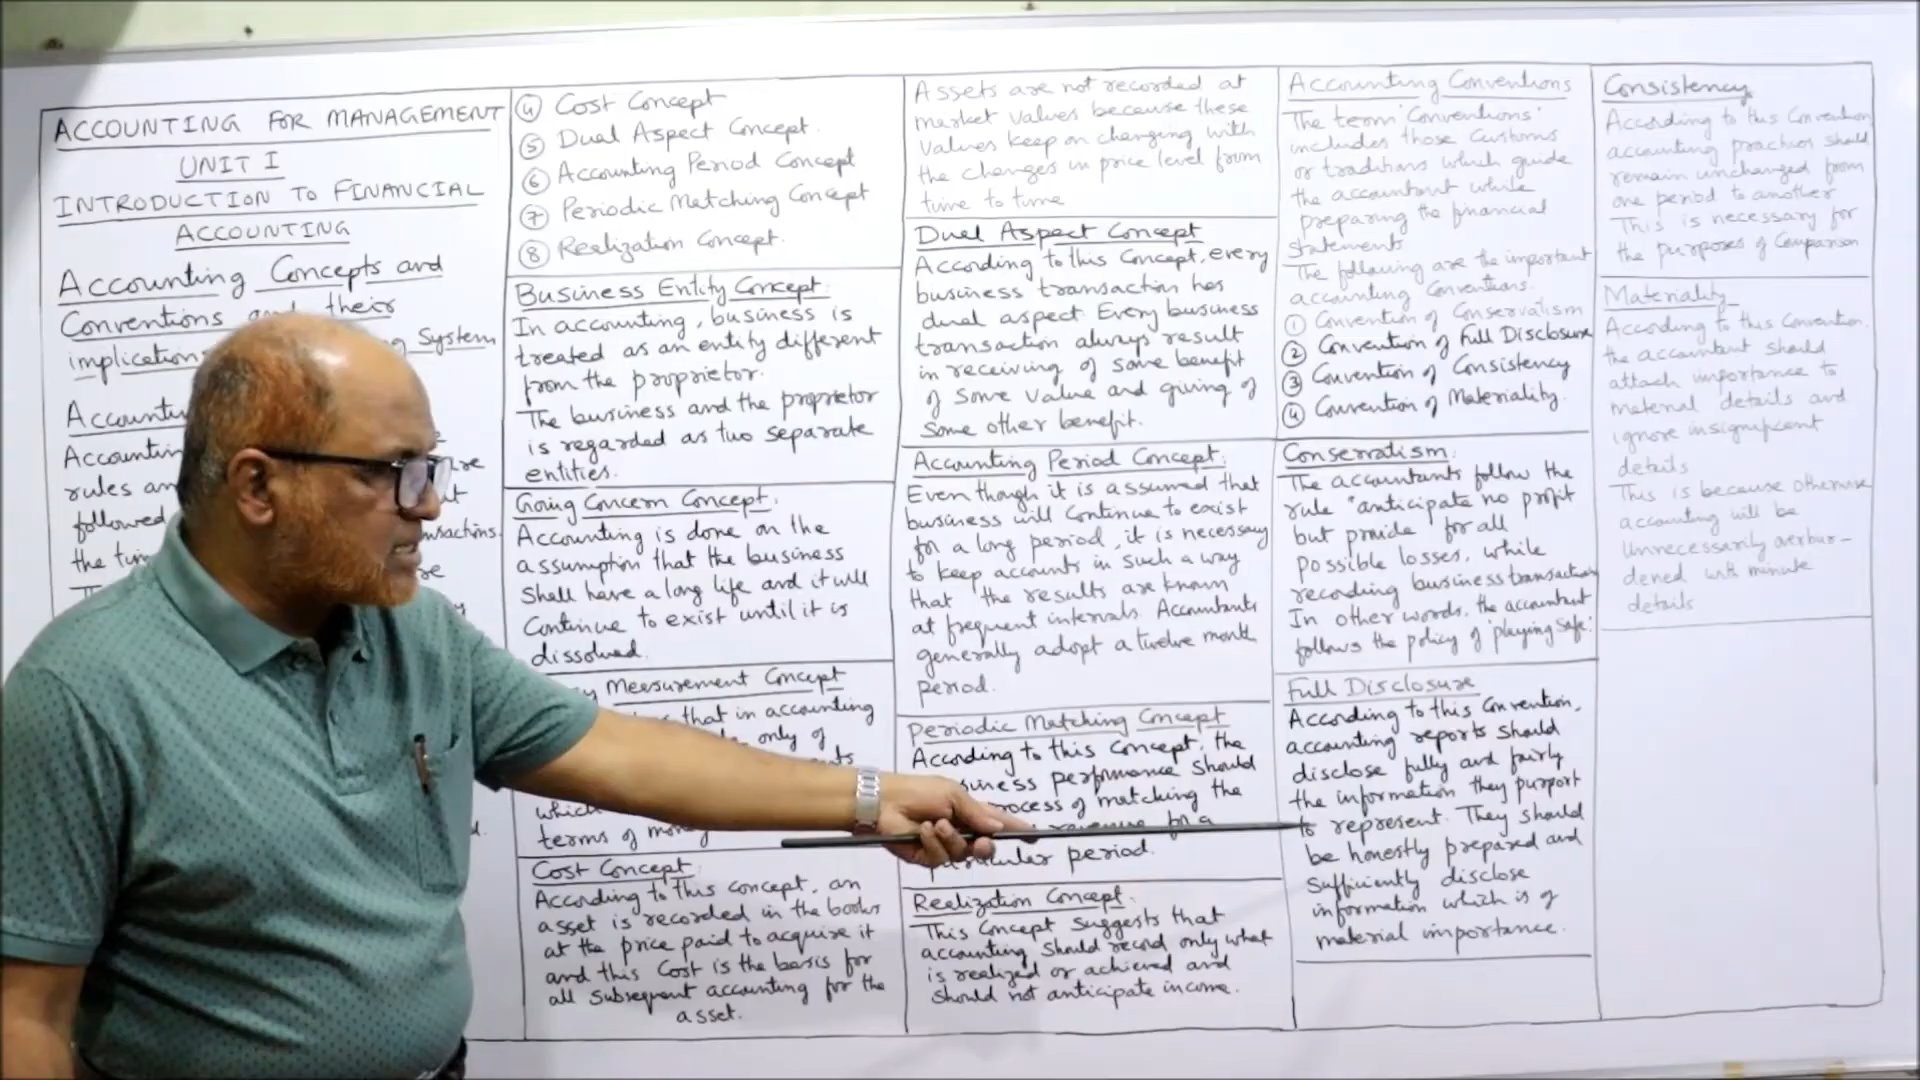 ACCOUNTING FOR MANAGEMENT
UNIT I
INTRODUCTION TO FINANCIAL
ACCOUNTING
Accounting Concepts and
Conventions and their
System
Accountin
rules an
followed
nsactions.
the tim
④ Cost Concept
⑤ Dual Aspect Concept.
⑥ Accounting Period Concept
⑦ Periodic Matching Concept
⑧ Realization Concept.
Business Entity Concept:
In accounting, business is
treated as an entity different
from the proprietor.
The business and the proprietor
is regarded as two separate
entities.
Going Concern Concept:
Accounting is done on the
assumption that the business
shall have a long life and it will
continue to exist until it is
dissolved.
Measurement Concept
that in accounting
only of
which
terms of money
Cost Concept:
According to this concept, an
asset is recorded in the books
at the price paid to acquire it
and this cost is the basis for
all subsequent accounting for the
asset.
Assets are not recorded at
market values because these
values keep on changing with
the changes in price level from
time to time
Dual Aspect Concept
According to this concept, every
business transaction has
dual aspect. Every business
transaction always result
in receiving of some benefit
of some value and giving of
some other benefit.
Accounting Period Concept:
Even though it is assumed that
business will continue to exist
for a long period, it is necessary
to keep accounts in such a way
that the results are known
at frequent intervals. Accountants
generally adopt a twelve month
period.
Periodic Matching Concept
According to this concept, the
siness performance should
rocess of matching the
revenue for a
period.
Realization Concept:
This concept suggests that
accounting should record only what
is realized or achieved and
should not anticipate income.
Accounting Conventions
The term "Conventions"
includes those customs
or traditions which guide
the accountant while
preparing the financial
statements
The following are the important
accounting conventions.
① Convention of Conservatism
② Convention of Full Disclosure
③ Convention of Consistency
④ Convention of Materiality.
Conservatism.
The accountants follow the
rule "anticipate no profit
but provide for all
possible losses, while
recording business transactions
In other words, the accountant
follows the policy of 'playing safe'.
Full Disclosure
According to this convention,
accounting reports should
disclose fully and fairly
the information they purport
to represent. They should
be honestly prepared and
sufficiently disclose
information which is of
material importance.
Consistency
According to this Convention
accounting practices should
remain unchanged from
one period to another
This is necessary for
the purposes of Comparison
Materiality
According to this Convention,
the accountant should
attach importance to
material details and
ignore insignificant
details
This is because otherwise
accounting will be
unnecessarily overbur-
dened with minute
details